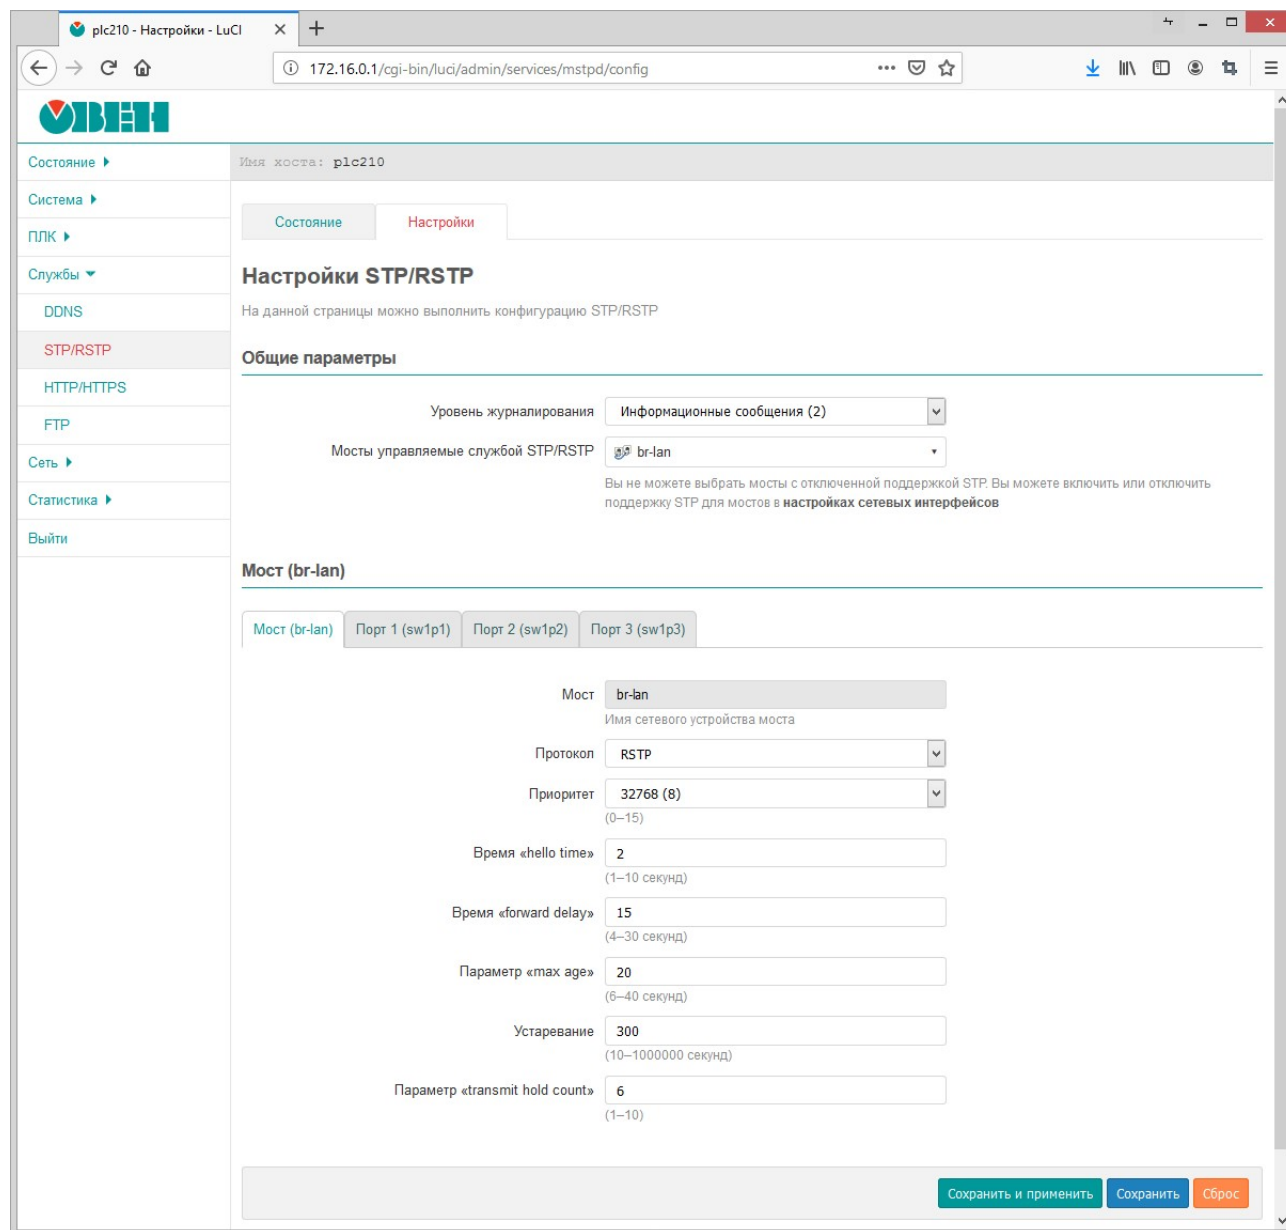 plc210 - Настройки - LuCI
172.16.0.1/cgi-bin/luci/admin/services/mstpd/config
ОВЕН
Состояние
Система
ПЛК
Службы
DDNS
STP/RSTP
HTTP/HTTPS
FTP
Сеть
Статистика
Выйти
Имя хоста: plc210
Состояние Настройки
Настройки STP/RSTP
На данной страницы можно выполнить конфигурацию STP/RSTP
Общие параметры
Уровень журналирования Информационные сообщения (2)
Мосты управляемые службой STP/RSTP br-lan
Вы не можете выбрать мосты с отключенной поддержкой STP. Вы можете включить или отключить
поддержку STP для мостов в настройках сетевых интерфейсов
Мост (br-lan)
Мост (br-lan) Порт 1 (sw1p1) Порт 2 (sw1p2) Порт 3 (sw1p3)
Мост br-lan
Имя сетевого устройства моста
Протокол RSTP
Приоритет 32768 (8)
(0–15)
Время «hello time» 2
(1–10 секунд)
Время «forward delay» 15
(4–30 секунд)
Параметр «max age» 20
(6–40 секунд)
Устаревание 300
(10–1000000 секунд)
Параметр «transmit hold count» 6
(1–10)
Сохранить и применить Сохранить Сброс